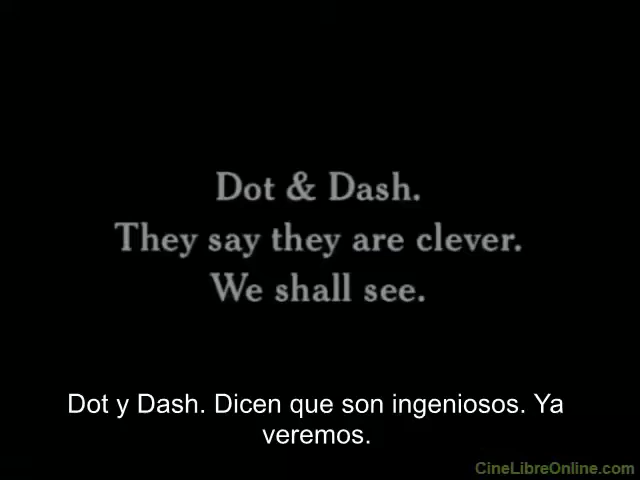 Dot & Dash.
They say they are clever.
We shall see.
Dot y Dash. Dicen que son ingeniosos. Ya
veremos.
CineLibreOnline.com